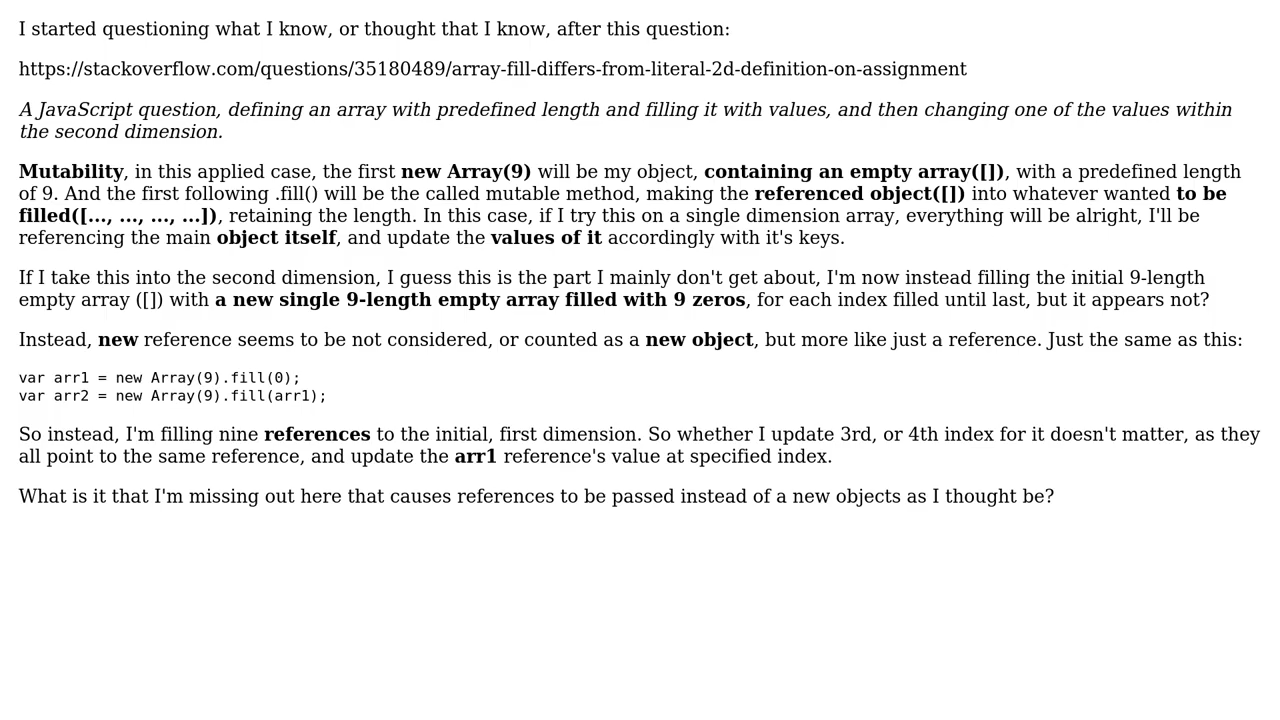 I started questioning what I know, or thought that I know, after this question:
https://stackoverflow.com/questions/35180489/array-fill-differs-from-literal-2d-definition-on-assignment
A JavaScript question, defining an array with predefined length and filling it with values, and then changing one of the values within
the second dimension.
Mutability, in this applied case, the first new Array(9) will be my object, containing an empty array([]), with a predefined length
of 9. And the first following .fill() will be the called mutable method, making the referenced object([]) into whatever wanted to be
filled([..., ..., ..., ...]), retaining the length. In this case, if I try this on a single dimension array, everything will be alright, I'll be
referencing the main object itself, and update the values of it accordingly with it's keys.
If I take this into the second dimension, I guess this is the part I mainly don't get about, I'm now instead filling the initial 9-length
empty array ([]) with a new single 9-length empty array filled with 9 zeros, for each index filled until last, but it appears not?
Instead, new reference seems to be not considered, or counted as a new object, but more like just a reference. Just the same as this:
var arr1 = new Array(9).fill(0);
var arr2 = new Array(9).fill(arr1);
So instead, I'm filling nine references to the initial, first dimension. So whether I update 3rd, or 4th index for it doesn't matter, as they
all point to the same reference, and update the arr1 reference's value at specified index.
What is it that I'm missing out here that causes references to be passed instead of a new objects as I thought be?